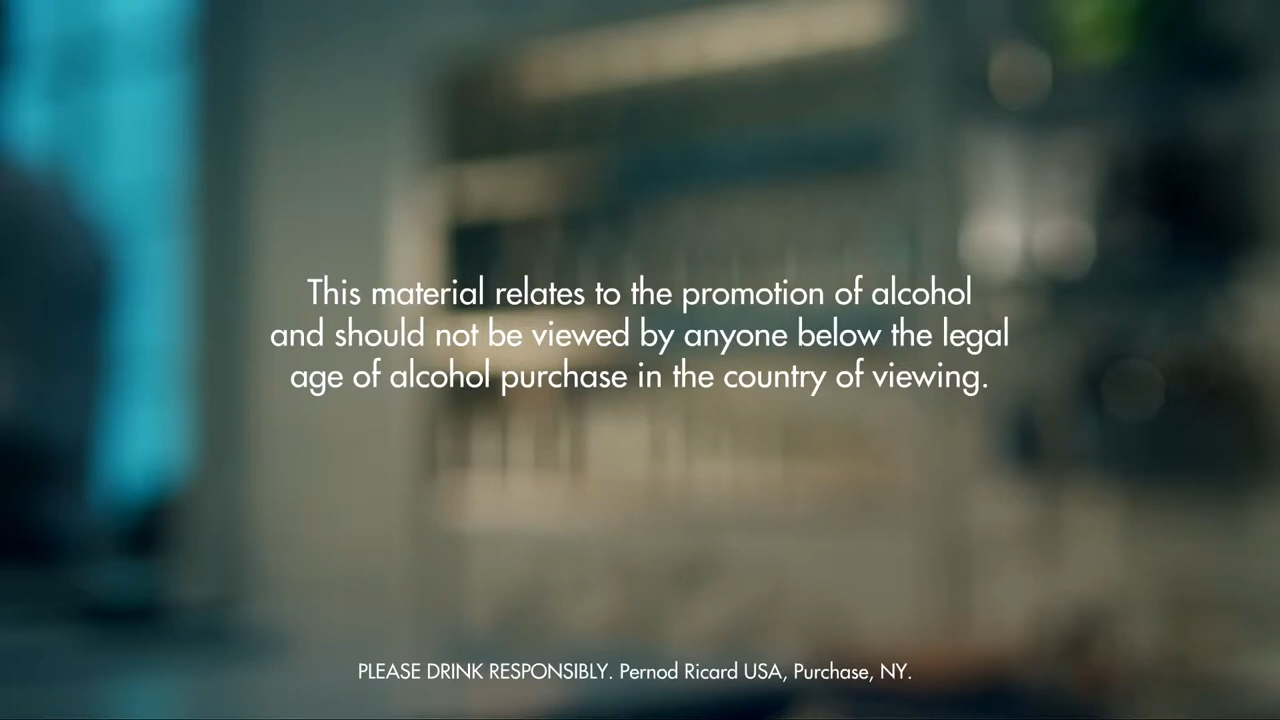 This material relates to the promotion of alcohol
and should not be viewed by anyone below the legal
age of alcohol purchase in the country of viewing.
PLEASE DRINK RESPONSIBLY. Pernod Ricard USA, Purchase, NY.